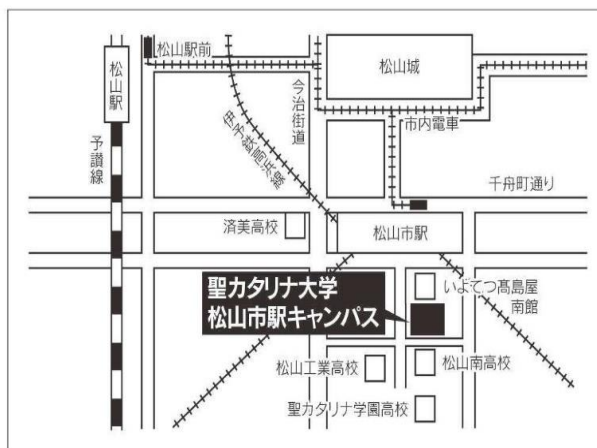 松山駅前
松山駅
松山城
今治街道
市内電車
伊予鉄高浜線
予讃線
千舟町通り
済美高校
松山市駅
聖カタリナ大学
松山市駅キャンパス
いよてつ髙島屋
南館
松山工業高校
松山南高校
聖カタリナ学園高校